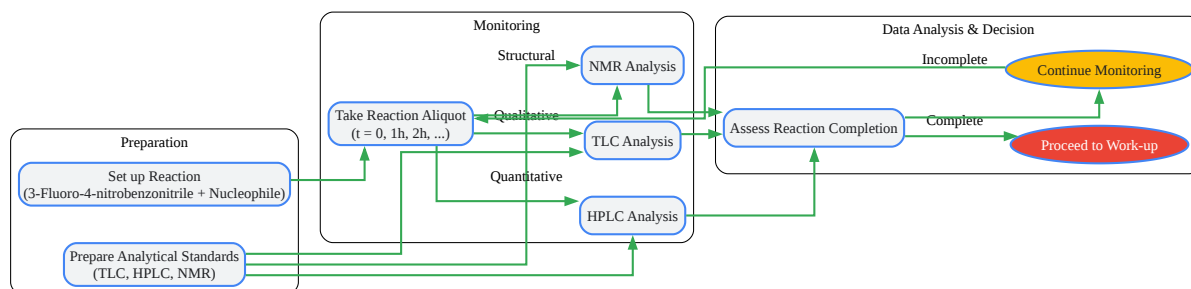 Preparation
Set up Reaction
(3-Fluoro-4-nitrobenzonitrile + Nucleophile)
Prepare Analytical Standards
(TLC, HPLC, NMR)
Monitoring
Take Reaction Aliquot
(t = 0, 1h, 2h, ...)
Structural
NMR Analysis
Qualitative
TLC Analysis
Quantitative
HPLC Analysis
Data Analysis & Decision
Assess Reaction Completion
Incomplete
Continue Monitoring
Complete
Proceed to Work-up